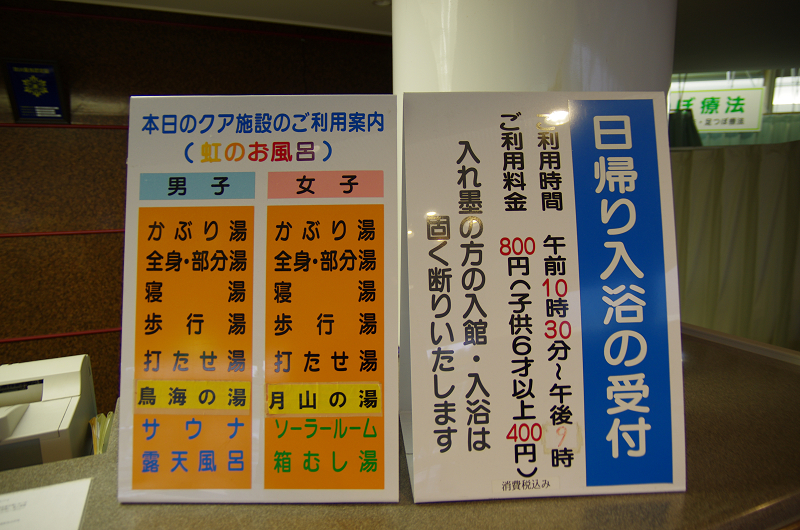 本日のクア施設のご利用案内
(虹のお風呂)
男子
かぶり湯
全身・部分湯
寝湯
歩行湯
打たせ湯
鳥海の湯
サウナ
露天風呂
女子
かぶり湯
全身・部分湯
寝湯
歩行湯
打たせ湯
月山の湯
ソーラールーム
箱むし湯
日帰り入浴の受付
ご利用時間 午前10時30分~午後9時
ご利用料金 800円(子供6才以上400円)
消費税込み
入れ墨の方の入館・入浴は
固く断りいたします
ぼ療法
・足つぼ療法